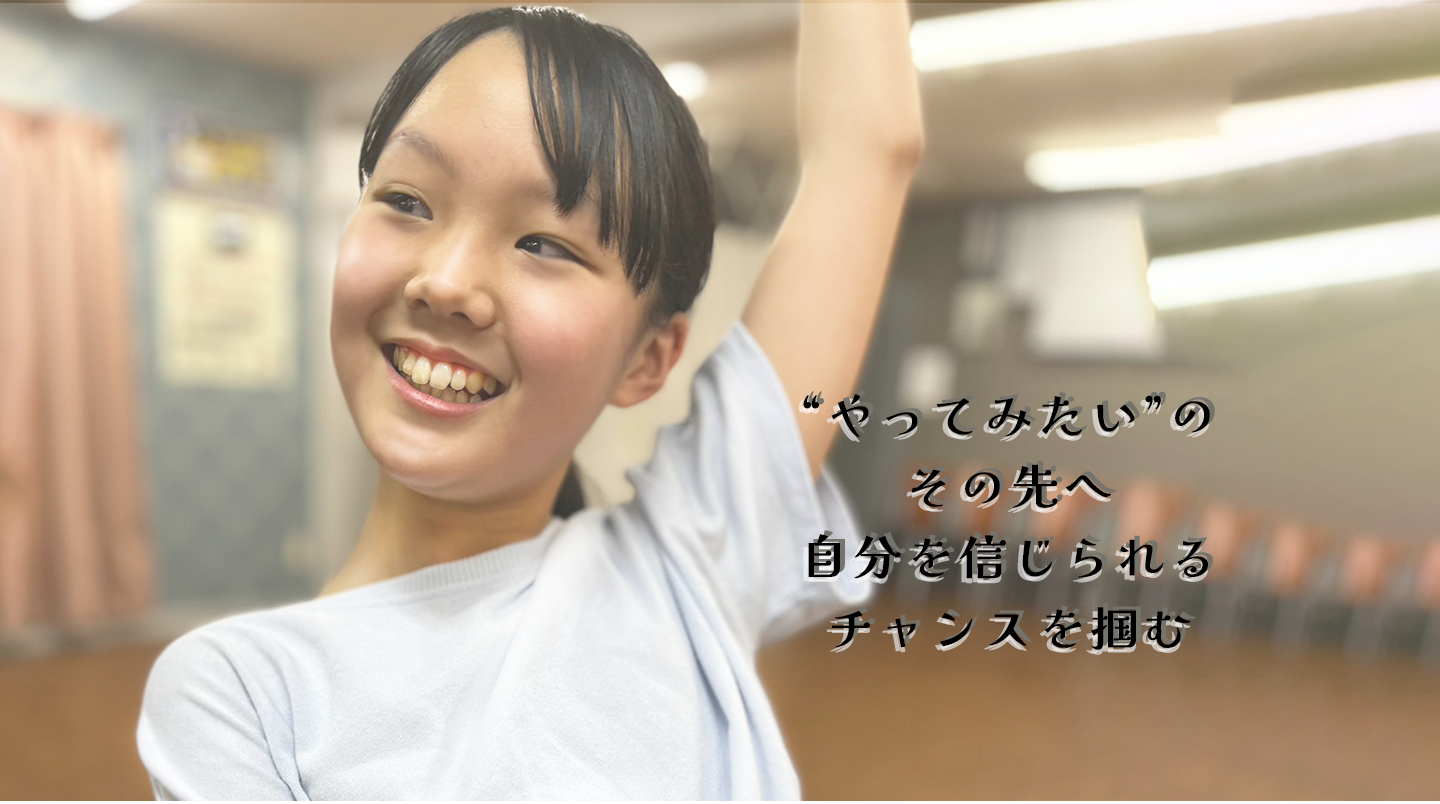 “やってみたい”の
その先へ
自分を信じられる
チャンスを掴む